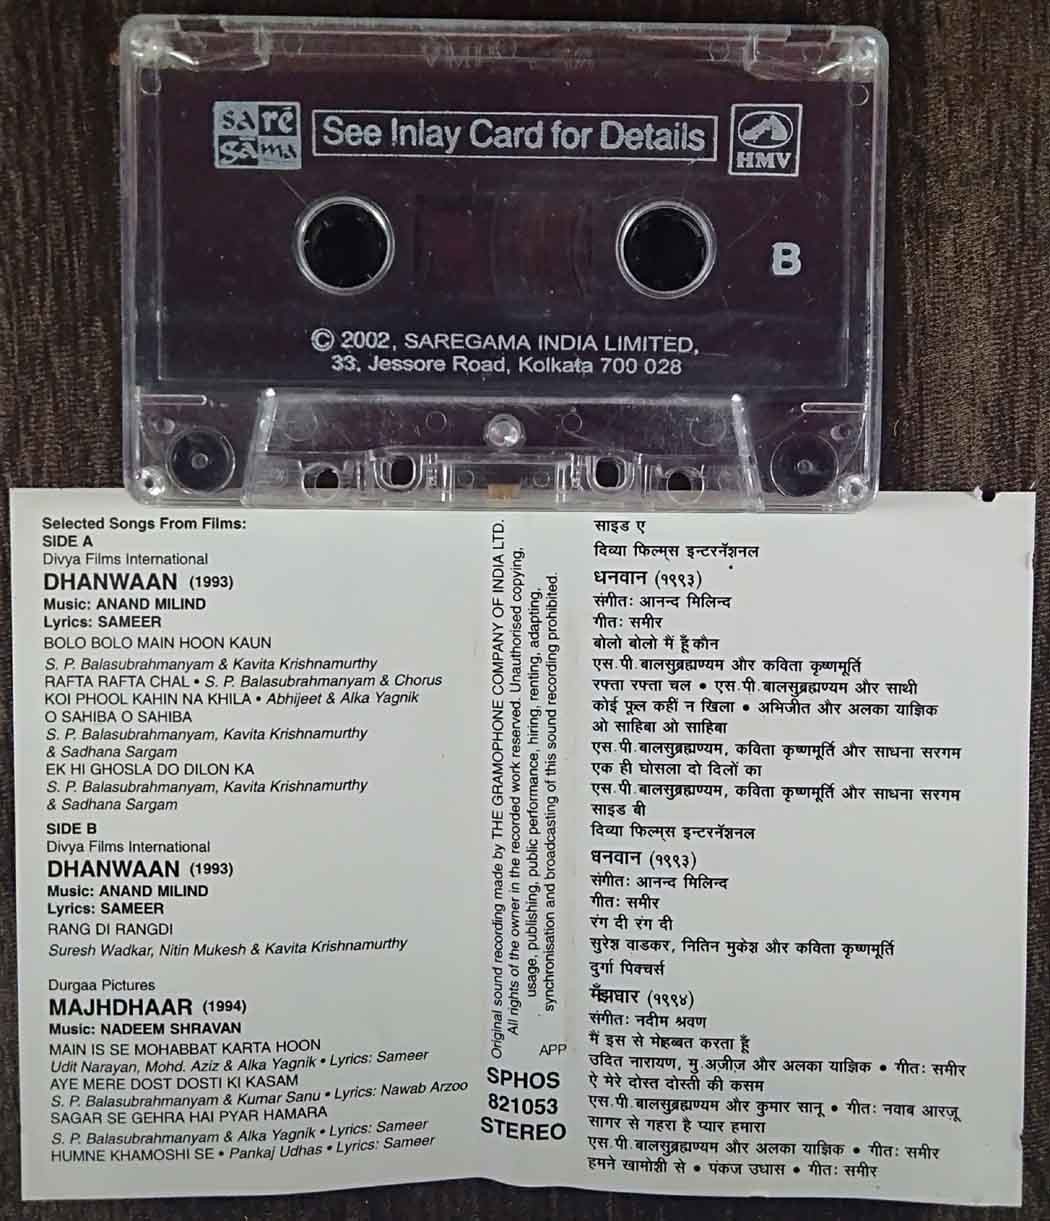 saregama
See Inlay Card for Details
HMV
B
© 2002, SAREGAMA INDIA LIMITED,
33, Jessore Road, Kolkata 700 028
Selected Songs From Films:
SIDE A
Divya Films International
DHANWAAN (1993)
Music: ANAND MILIND
Lyrics: SAMEER
BOLO BOLO MAIN HOON KAUN
S. P. Balasubrahmanyam & Kavita Krishnamurthy
RAFTA RAFTA CHAL • S. P. Balasubrahmanyam & Chorus
KOI PHOOL KAHIN NA KHILA • Abhijeet & Alka Yagnik
O SAHIBA O SAHIBA
S. P. Balasubrahmanyam, Kavita Krishnamurthy
& Sadhana Sargam
EK HI GHOSLA DO DILON KA
S. P. Balasubrahmanyam, Kavita Krishnamurthy
& Sadhana Sargam
SIDE B
Divya Films International
DHANWAAN (1993)
Music: ANAND MILIND
Lyrics: SAMEER
RANG DI RANGDI
Suresh Wadkar, Nitin Mukesh & Kavita Krishnamurthy
Durgaa Pictures
MAJHDHAAR (1994)
Music: NADEEM SHRAVAN
MAIN IS SE MOHABBAT KARTA HOON
Udit Narayan, Mohd. Aziz & Alka Yagnik • Lyrics: Sameer
AYE MERE DOST DOSTI KI KASAM
S. P. Balasubrahmanyam & Kumar Sanu • Lyrics: Nawab Arzoo
SAGAR SE GEHRA HAI PYAR HAMARA
S. P. Balasubrahmanyam & Alka Yagnik • Lyrics: Sameer
HUMNE KHAMOSHI SE • Pankaj Udhas • Lyrics: Sameer
Original sound recording made by THE GRAMOPHONE COMPANY OF INDIA LTD.
All rights of the owner in the recorded work reserved. Unauthorised copying,
usage, publishing, public performance, hiring, renting, adapting,
synchronisation and broadcasting of this sound recording prohibited.
APP
SPHOS
821053
STEREO
साइड ए
दिव्या फिल्म्स इन्टरनॅशनल
धनवान (१९९३)
संगीतः आनन्द मिलिन्द
गीतः समीर
बोलो बोलो मैं हूँ कौन
एस.पी.बालसुब्रह्मण्यम और कविता कृष्णमूर्ति
रफ्ता रफ्ता चल • एस.पी.बालसुब्रह्मण्यम और साथी
कोई फूल कहीं न खिला • अभिजीत और अलका याज्ञिक
ओ साहिबा ओ साहिबा
एस.पी.बालसुब्रह्मण्यम, कविता कृष्णमूर्ति और साधना सरगम
एक ही घोसला दो दिलों का
एस.पी.बालसुब्रह्मण्यम, कविता कृष्णमूर्ति और साधना सरगम
साइड बी
दिव्या फिल्म्स इन्टरनॅशनल
धनवान (१९९३)
संगीतः आनन्द मिलिन्द
गीतः समीर
रंग दी रंग दी
सुरेश वाडकर, नितिन मुकेश और कविता कृष्णमूर्ति
दुर्गा पिक्चर्स
मँझधार (१९९४)
संगीतः नदीम श्रवण
मैं इस से मेहब्बत करता हूँ
उदित नारायण, मु.अजीज़ और अलका याज्ञिक • गीतः समीर
ऐ मेरे दोस्त दोस्ती की कसम
एस.पी.बालसुब्रह्मण्यम और कुमार सानू • गीतः नवाब आरजू
सागर से गहरा है प्यार हमारा
एस.पी.बालसुब्रह्मण्यम और अलका याज्ञिक • गीतः समीर
हमने खामोशी से • पंकज उधास • गीतः समीर